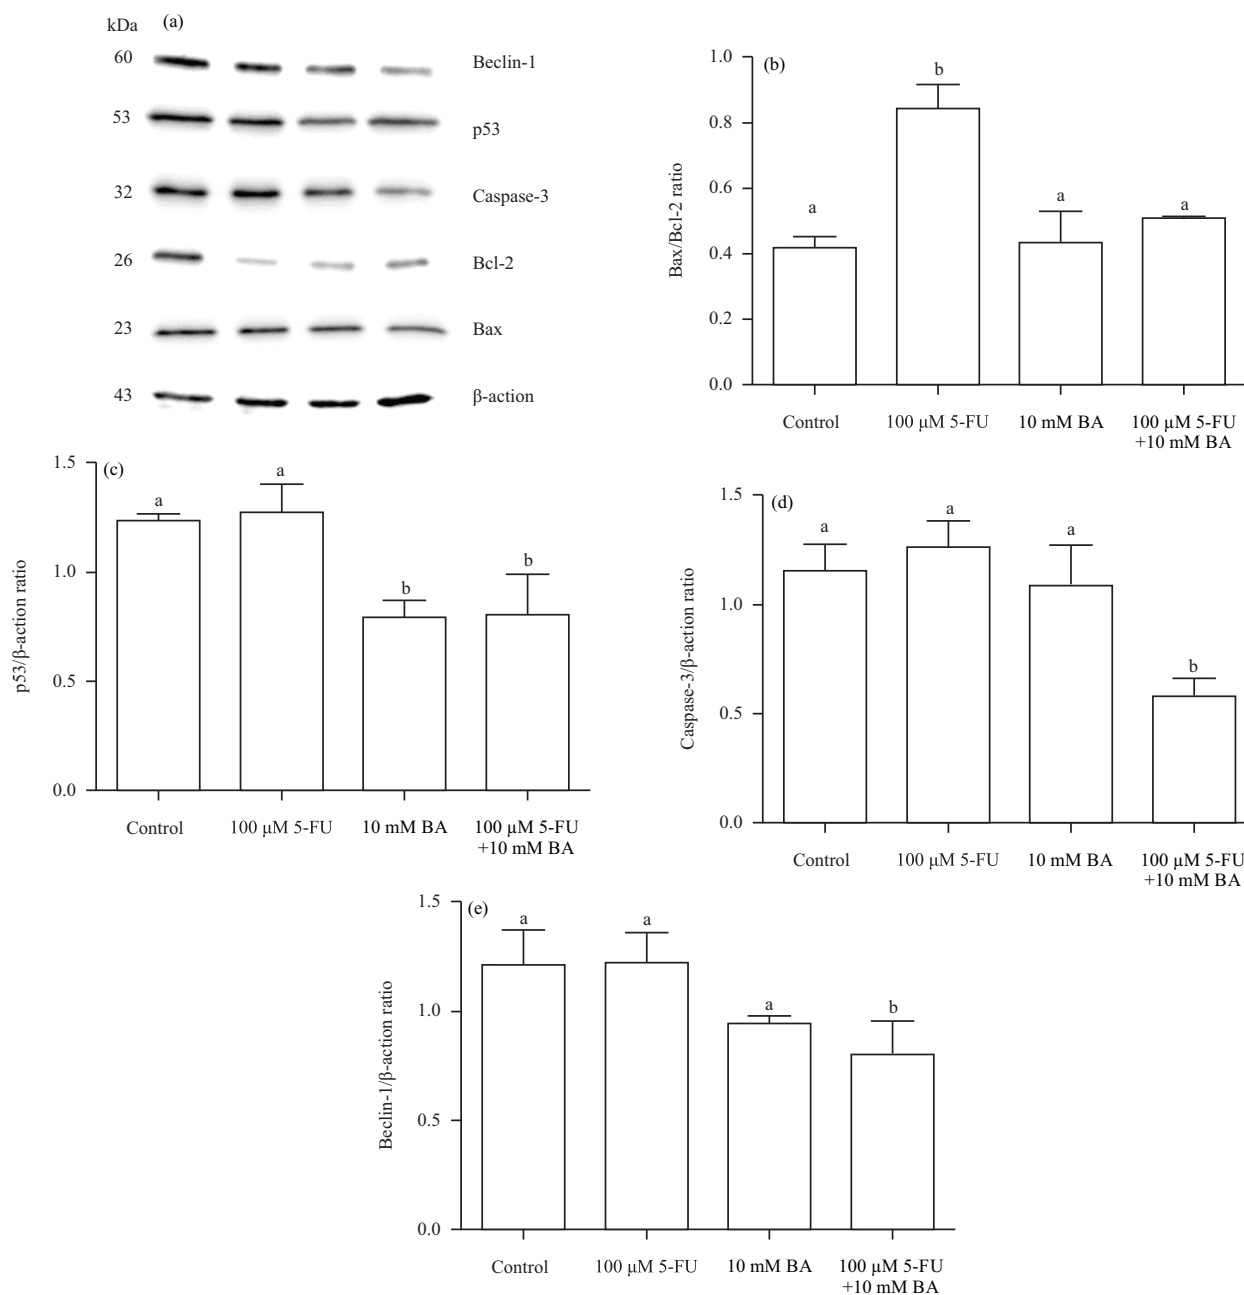 kDa
(a)
60
Beclin-1
53
p53
32
Caspase-3
26
Bcl-2
23
Bax
43
β-action
(b)
Bax/Bcl-2 ratio
1.0
0.8
0.6
0.4
0.2
0.0
a
b
a
a
Control
100 µM 5-FU
10 mM BA
100 µM 5-FU
+10 mM BA
(c)
p53/β-action ratio
1.5
1.0
0.5
0.0
a
a
b
b
Control
100 µM 5-FU
10 mM BA
100 µM 5-FU
+10 mM BA
(d)
Caspase-3/β-action ratio
1.5
1.0
0.5
0.0
a
a
a
b
Control
100 µM 5-FU
10 mM BA
100 µM 5-FU
+10 mM BA
(e)
Beclin-1/β-action ratio
1.5
1.0
0.5
0.0
a
a
a
b
Control
100 µM 5-FU
10 mM BA
100 µM 5-FU
+10 mM BA